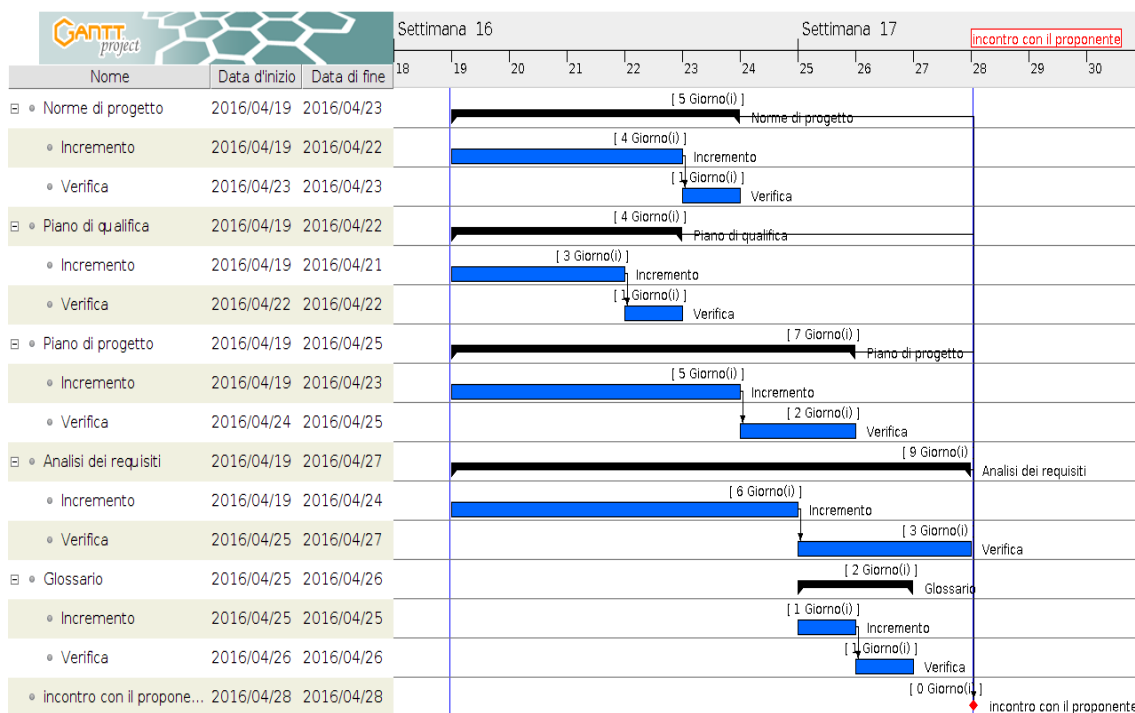 GANTT
project
Settimana 16
Settimana 17
incontro con il proponente
Nome Data d'inizio Data di fine
18 19 20 21 22 23 24 25 26 27 28 29 30
Norme di progetto 2016/04/19 2016/04/23
[ 5 Giorno(i) ]
Norme di progetto
Incremento 2016/04/19 2016/04/22
[ 4 Giorno(i) ]
Incremento
Verifica 2016/04/23 2016/04/23
[ 1 Giorno(i) ]
Verifica
Piano di qualifica 2016/04/19 2016/04/22
[ 4 Giorno(i) ]
Piano di qualifica
Incremento 2016/04/19 2016/04/21
[ 3 Giorno(i) ]
Incremento
Verifica 2016/04/22 2016/04/22
[ 1 Giorno(i) ]
Verifica
Piano di progetto 2016/04/19 2016/04/25
[ 7 Giorno(i) ]
Piano di progetto
Incremento 2016/04/19 2016/04/23
[ 5 Giorno(i) ]
Incremento
Verifica 2016/04/24 2016/04/25
[ 2 Giorno(i) ]
Verifica
Analisi dei requisiti 2016/04/19 2016/04/27
[ 9 Giorno(i)
Analisi dei requisiti
Incremento 2016/04/19 2016/04/24
[ 6 Giorno(i) ]
Incremento
Verifica 2016/04/25 2016/04/27
[ 3 Giorno(i)
Verifica
Glossario 2016/04/25 2016/04/26
[ 2 Giorno(i) ]
Glossario
Incremento 2016/04/25 2016/04/25
[ 1 Giorno(i) ]
Incremento
Verifica 2016/04/26 2016/04/26
[ 1 Giorno(i) ]
Verifica
incontro con il propone... 2016/04/28 2016/04/28
[ 0 Giorno(i) ]
incontro con il proponente